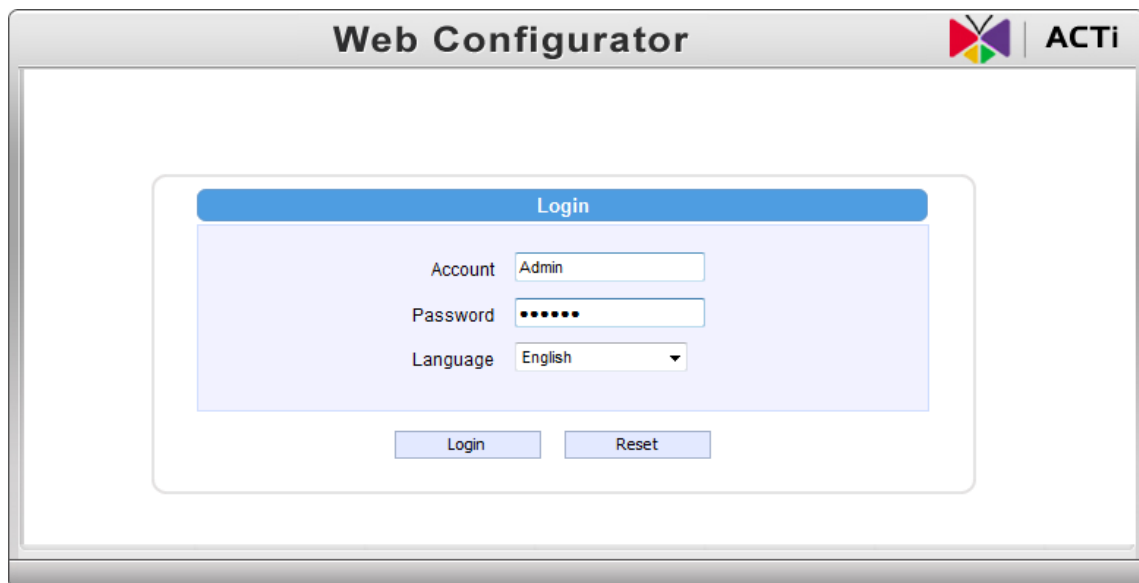 Web Configurator
ACTi
Login
Account Admin
Password ••••••
Language English
Login Reset